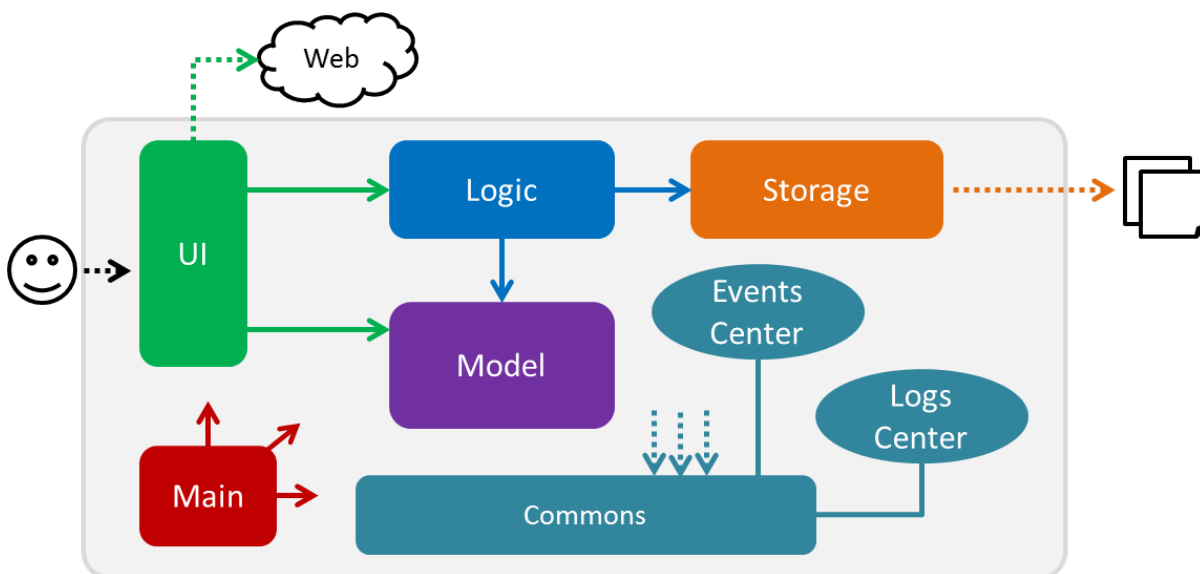 Web
Logic
Storage
UI
Events
Center
Model
Logs
Center
Main
Commons